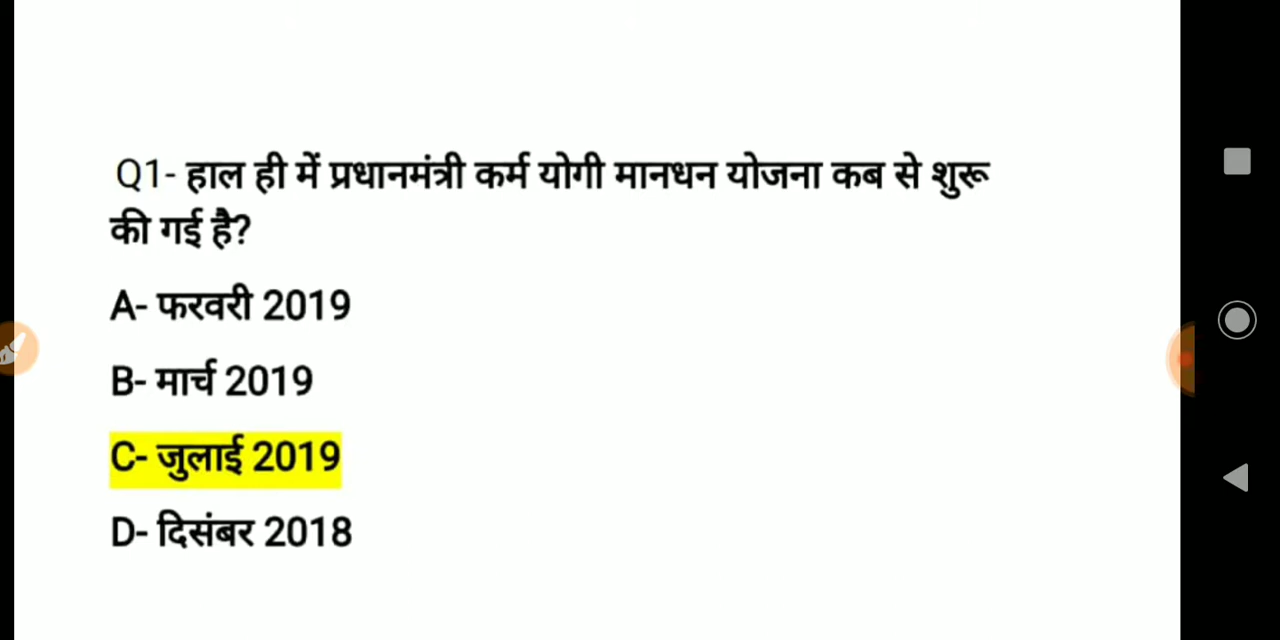 Q1- हाल ही में प्रधानमंत्री कर्म योगी मानधन योजना कब से शुरू
की गई है?
A- फरवरी 2019
B- मार्च 2019
C- जुलाई 2019
D- दिसंबर 2018